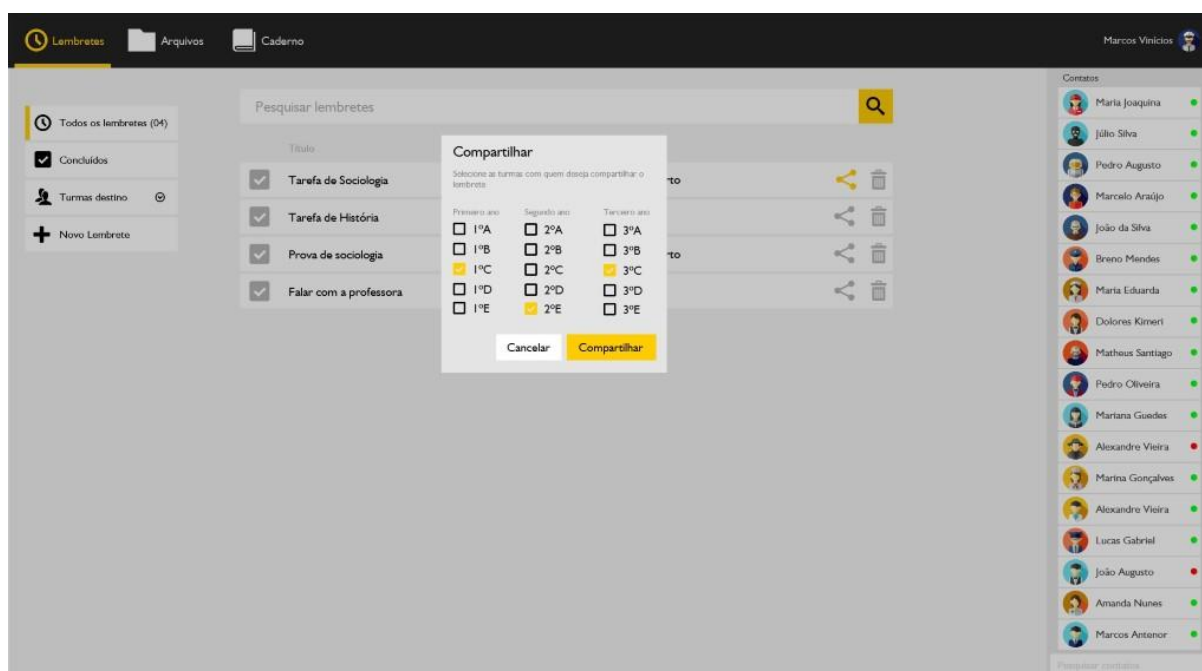 Lembretes Arquivos Caderno Marcos Vinícios
Todos os lembretes (04)
Concluídos
Turmas destino
Novo Lembrete
Pesquisar lembretes
Título
Tarefa de Sociologia rto
Tarefa de História
Prova de sociologia rto
Falar com a professora
Compartilhar
Selecione as turmas com quem deseja compartilhar o
lembrete
Primeiro ano Segundo ano Terceiro ano
1ºA 2ºA 3ºA
1ºB 2ºB 3ºB
1ºC 2ºC 3ºC
1ºD 2ºD 3ºD
1ºE 2ºE 3ºE
Cancelar Compartilhar
Contatos
Maria Joaquina
Júlio Silva
Pedro Augusto
Marcelo Araújo
João da Silva
Breno Mendes
Maria Eduarda
Dolores Kimeri
Matheus Santiago
Pedro Oliveira
Mariana Guedes
Alexandre Vieira
Marina Gonçalves
Alexandre Vieira
Lucas Gabriel
João Augusto
Amanda Nunes
Marcos Antenor
Pesquisar contatos